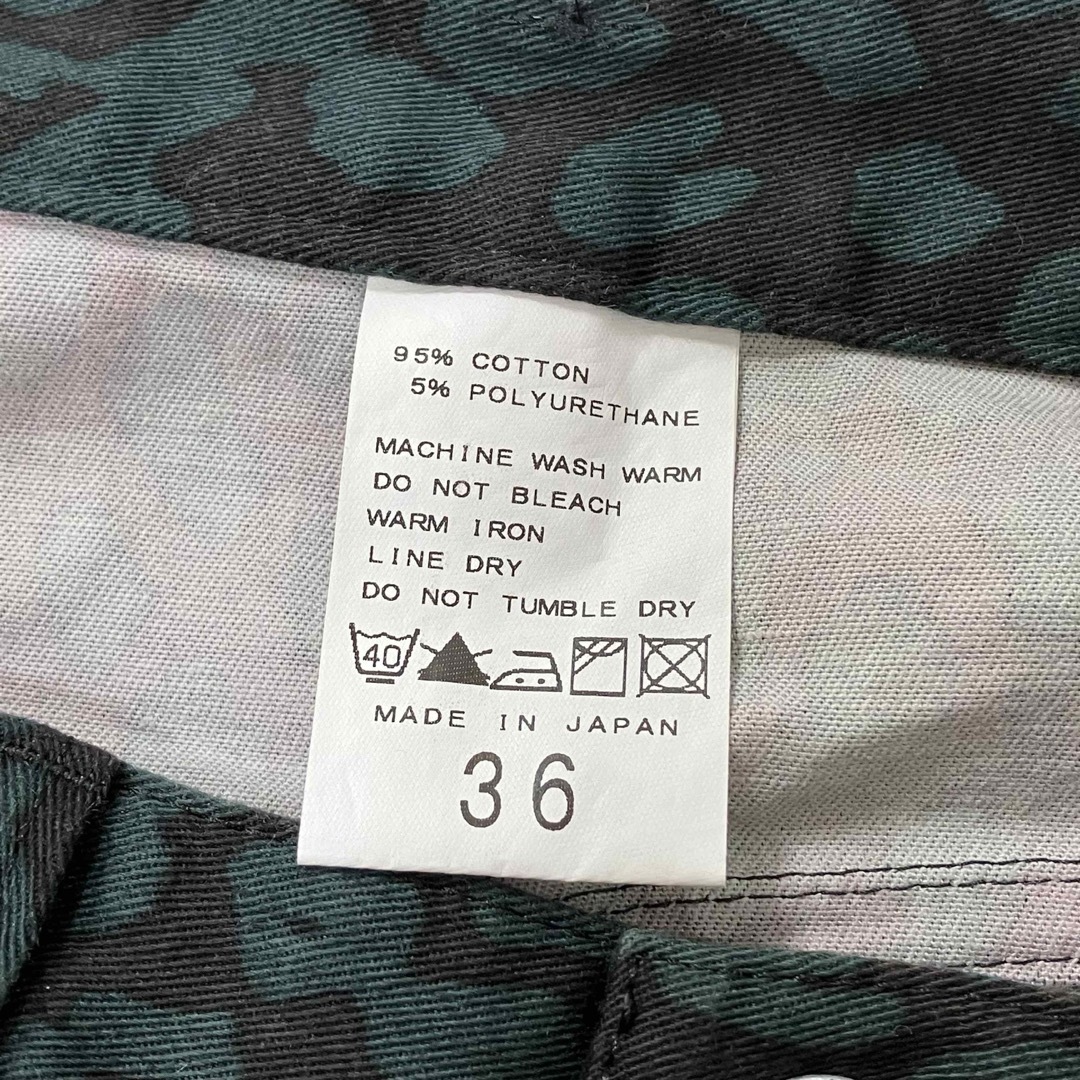 95% COTTON
5% POLYURETHANE
MACHINE WASH WARM
DO NOT BLEACH
WARM IRON
LINE DRY
DO NOT TUMBLE DRY
40
MADE IN JAPAN
36